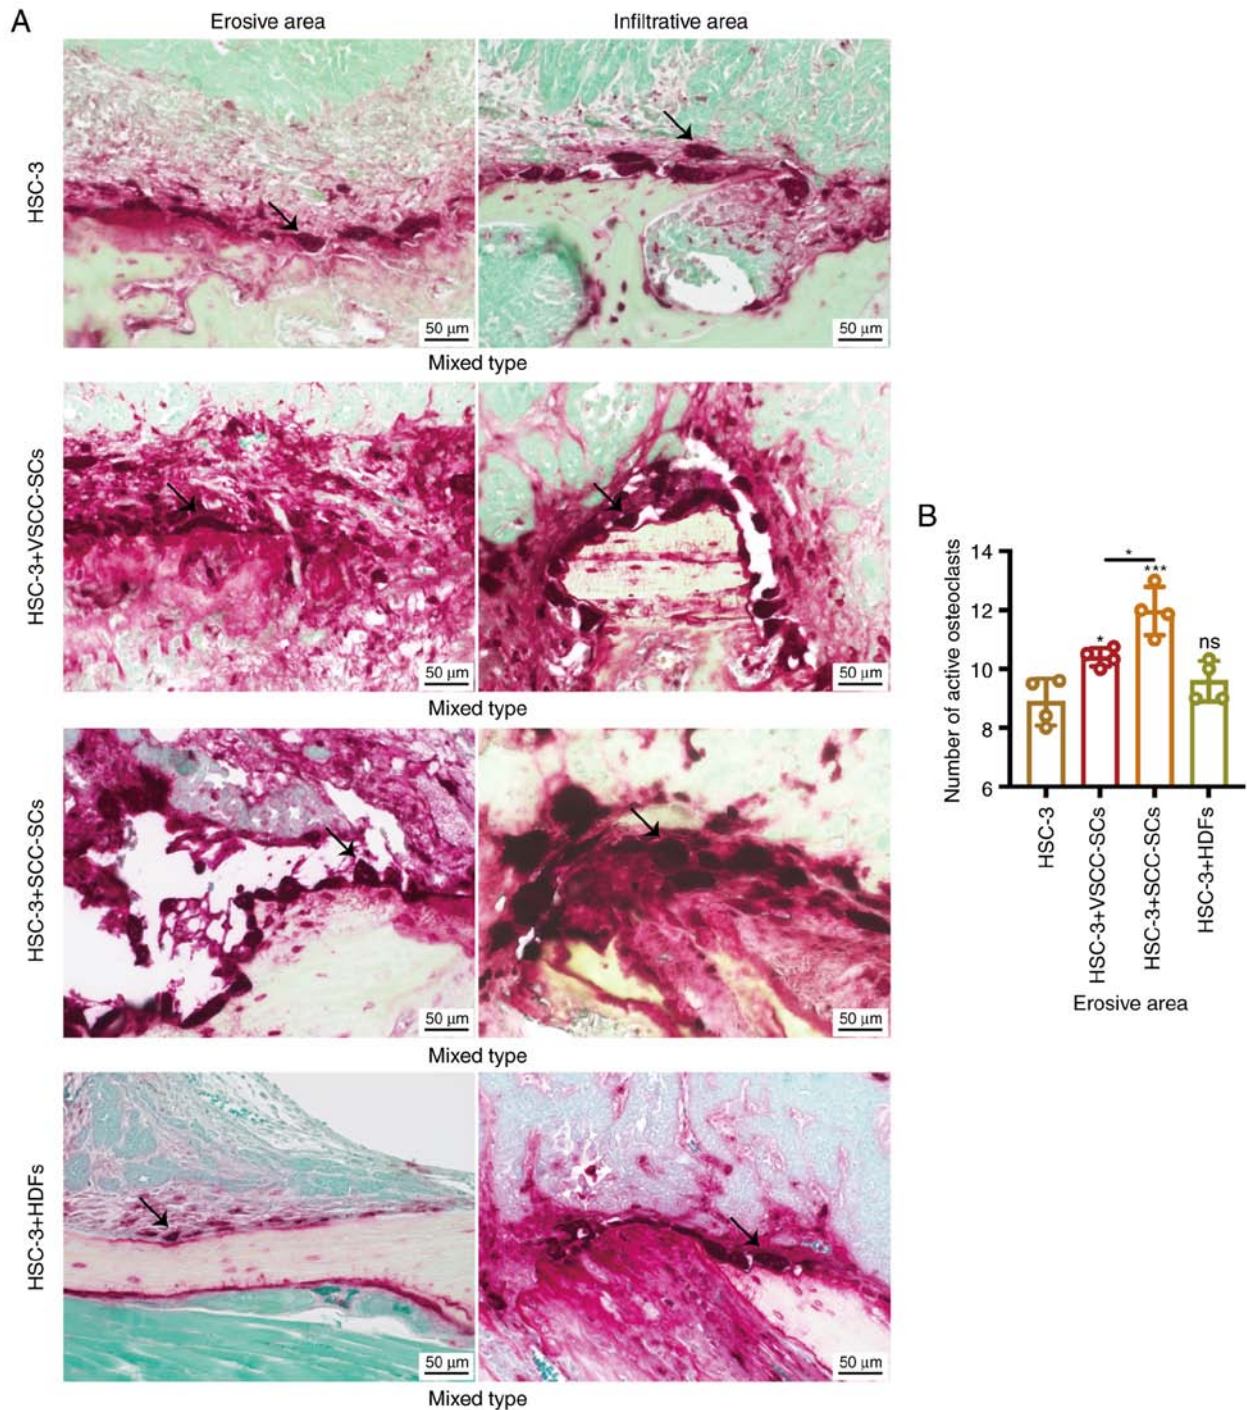 A
Erosive area
Infiltrative area
HSC-3
50 µm
50 µm
Mixed type
HSC-3+VSCC-SCs
50 µm
50 µm
Mixed type
HSC-3+SCC-SCs
50 µm
50 µm
Mixed type
HSC-3+HDFs
50 µm
50 µm
Mixed type
B
Number of active osteoclasts
14
12
10
8
6
*
*
***
ns
HSC-3
HSC-3+VSCC-SCs
HSC-3+SCC-SCs
HSC-3+HDFs
Erosive area